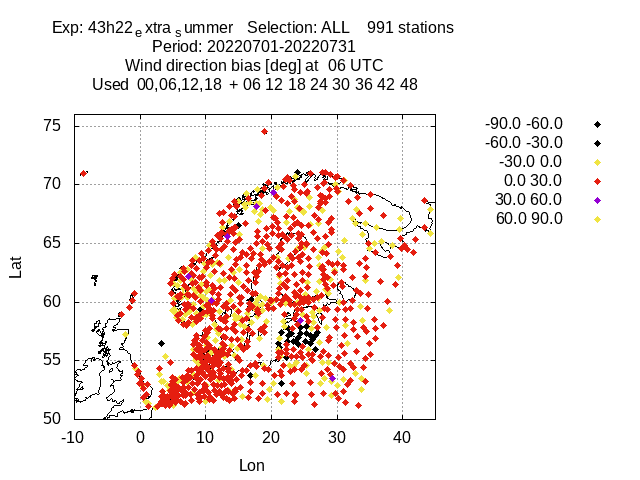 Exp: 43h22_extra_summer   Selection: ALL    991 stations
Period: 20220701-20220731
Wind direction bias [deg] at  06 UTC
Used  00,06,12,18  + 06 12 18 24 30 36 42 48
75
70
65
60
55
50
Lat
-10 0 10 20 30 40
Lon
-90.0 -60.0
-60.0 -30.0
-30.0 0.0
0.0 30.0
30.0 60.0
60.0 90.0